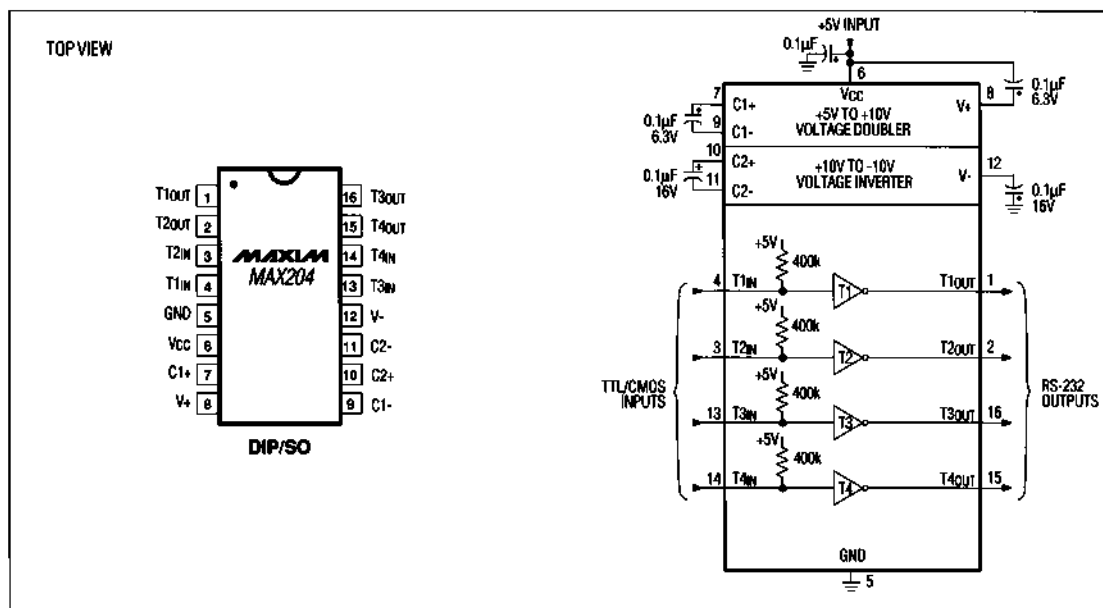 TOP VIEW
T1OUT 1
T2OUT 2
T2IN 3
T1IN 4
GND 5
VCC 6
C1+ 7
V+ 8
MAXIM
MAX204
16 T3OUT
15 T4OUT
14 T4IN
13 T3IN
12 V-
11 C2-
10 C2+
9 C1-
DIP/SO
+5V INPUT
0.1µF
6
VCC
+5V TO +10V
VOLTAGE DOUBLER
7 C1+
9 C1-
0.1µF
6.3V
V+ 8
0.1µF
6.3V
10 C2+
11 C2-
0.1µF
16V
+10V TO -10V
VOLTAGE INVERTER
V- 12
0.1µF
16V
+5V
400k
4 T1IN T1 T1OUT 1
+5V
400k
3 T2IN T2 T2OUT 2
TTL/CMOS
INPUTS
+5V
400k
13 T3IN T3 T3OUT 16
RS-232
OUTPUTS
+5V
400k
14 T4IN T4 T4OUT 15
GND
5